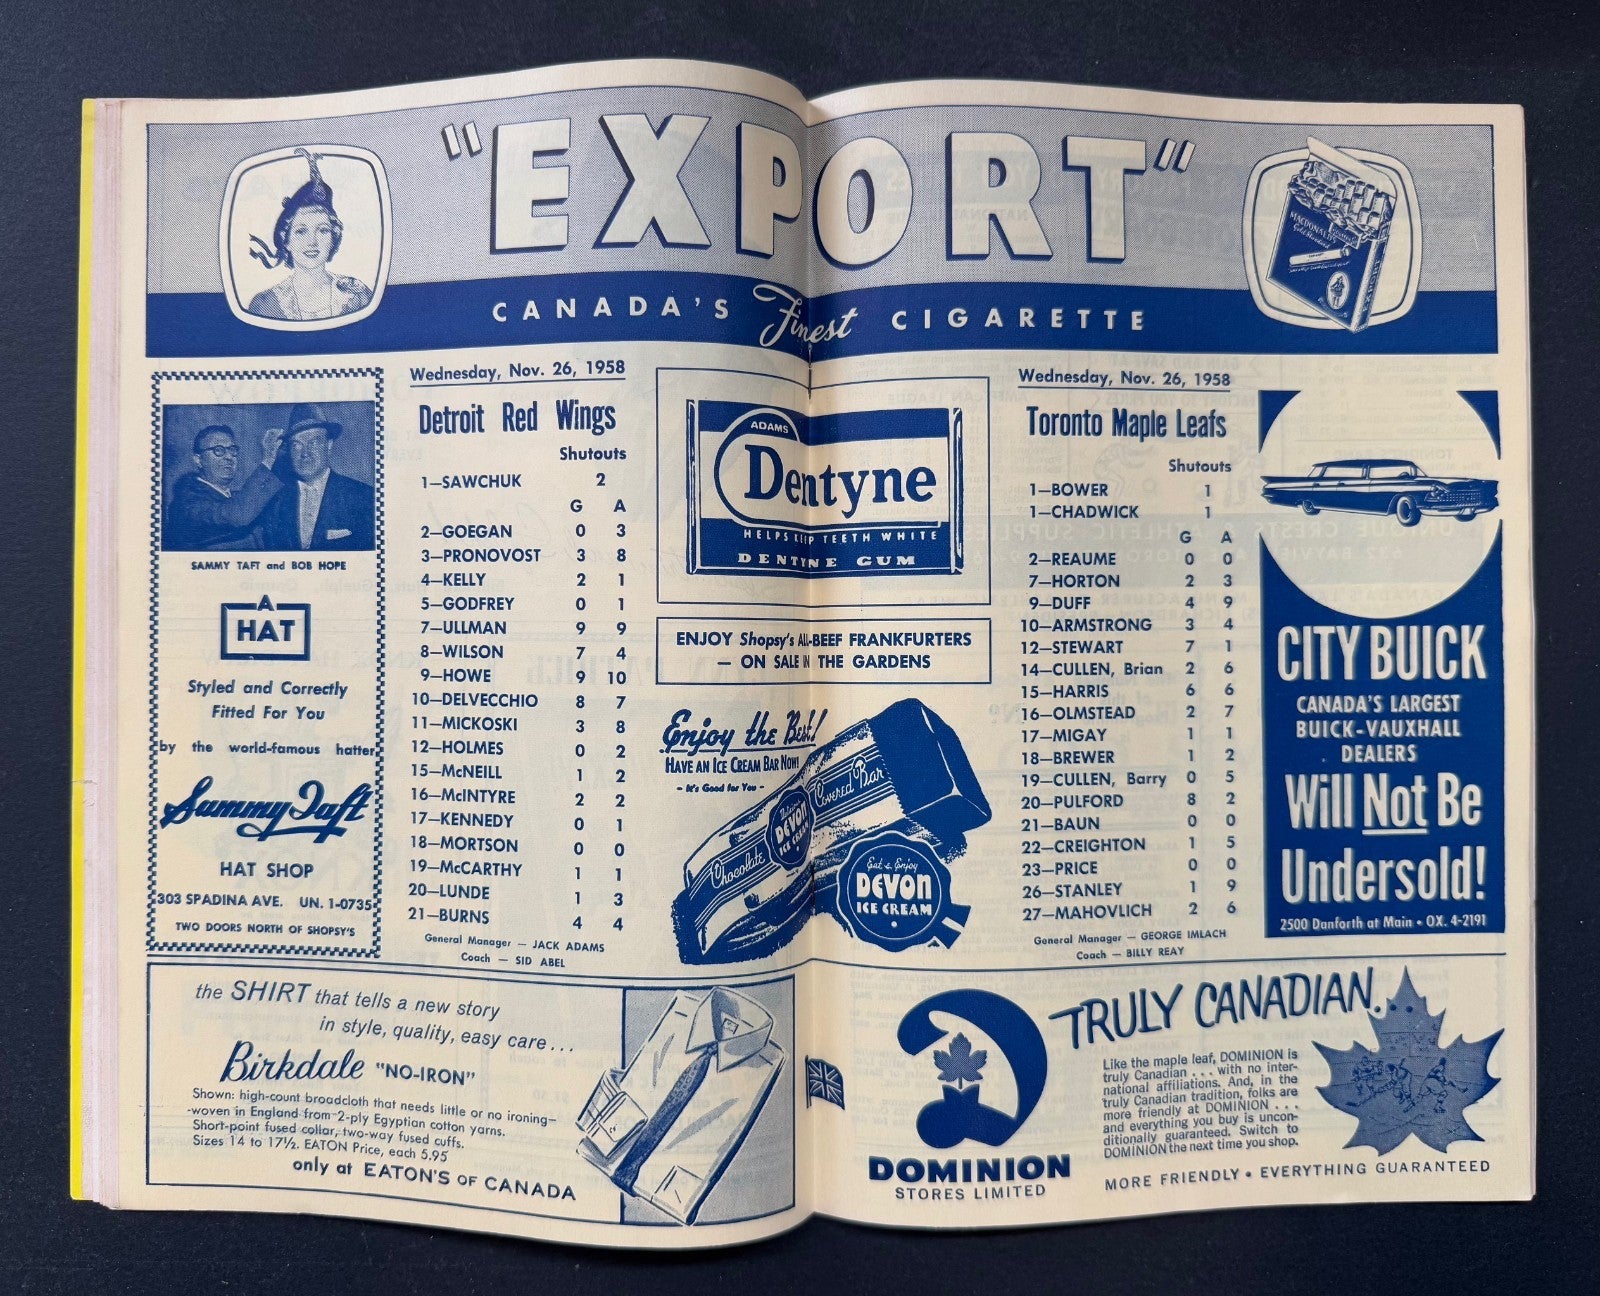 "EXPORT"
CANADA'S Finest CIGARETTE
MACDONALD'S
Gold Standard
EXPORT
SAMMY TAFT and BOB HOPE
A
HAT
Styled and Correctly
Fitted For You
by the world-famous hatter
Sammy Taft
HAT SHOP
303 SPADINA AVE. UN. 1-0735
TWO DOORS NORTH OF SHOPSY'S
Wednesday, Nov. 26, 1958
Detroit Red Wings
Shutouts
1—SAWCHUK 2
G A
2—GOEGAN 0 3
3—PRONOVOST 3 8
4—KELLY 2 1
5—GODFREY 0 1
7—ULLMAN 9 9
8—WILSON 7 4
9—HOWE 9 10
10—DELVECCHIO 8 7
11—MICKOSKI 3 8
12—HOLMES 0 2
15—McNEILL 1 2
16—McINTYRE 2 2
17—KENNEDY 0 1
18—MORTSON 0 0
19—McCARTHY 1 1
20—LUNDE 1 3
21—BURNS 4 4
General Manager — JACK ADAMS
Coach — SID ABEL
ADAMS
Dentyne
HELPS KEEP TEETH WHITE
DENTYNE GUM
ENJOY Shopsy's ALL-BEEF FRANKFURTERS
— ON SALE IN THE GARDENS
Enjoy the Best!
HAVE AN ICE CREAM BAR NOW!
- It's Good for You -
Chocolate Covered Bar
Delicious
DEVON
ICE CREAM
Eat & Enjoy
DEVON
ICE CREAM
Wednesday, Nov. 26, 1958
Toronto Maple Leafs
Shutouts
1—BOWER 1
1—CHADWICK 1
G A
2—REAUME 0 0
7—HORTON 2 3
9—DUFF 4 9
10—ARMSTRONG 3 4
12—STEWART 7 1
14—CULLEN, Brian 2 6
15—HARRIS 6 6
16—OLMSTEAD 2 7
17—MIGAY 1 1
18—BREWER 1 2
19—CULLEN, Barry 0 5
20—PULFORD 8 2
21—BAUN 0 0
22—CREIGHTON 1 5
23—PRICE 0 0
26—STANLEY 1 9
27—MAHOVLICH 2 6
General Manager — GEORGE IMLACH
Coach — BILLY REAY
CITY BUICK
CANADA'S LARGEST
BUICK-VAUXHALL
DEALERS
Will Not Be
Undersold!
2500 Danforth at Main • OX. 4-2191
the SHIRT that tells a new story
in style, quality, easy care...
Birkdale "NO-IRON"
Shown: high-count broadcloth that needs little or no ironing—
-woven in England from 2-ply Egyptian cotton yarns.
Short-point fused collar, two-way fused cuffs.
Sizes 14 to 17½. EATON Price, each 5.95
only at EATON'S OF CANADA
DOMINION
STORES LIMITED
TRULY CANADIAN..
Like the maple leaf, DOMINION is
truly Canadian . . . with no inter-
national affiliations. And, in the
truly Canadian tradition, folks are
more friendly at DOMINION . . .
and everything you buy is uncon-
ditionally guaranteed. Switch to
DOMINION the next time you shop.
MORE FRIENDLY • EVERYTHING GUARANTEED